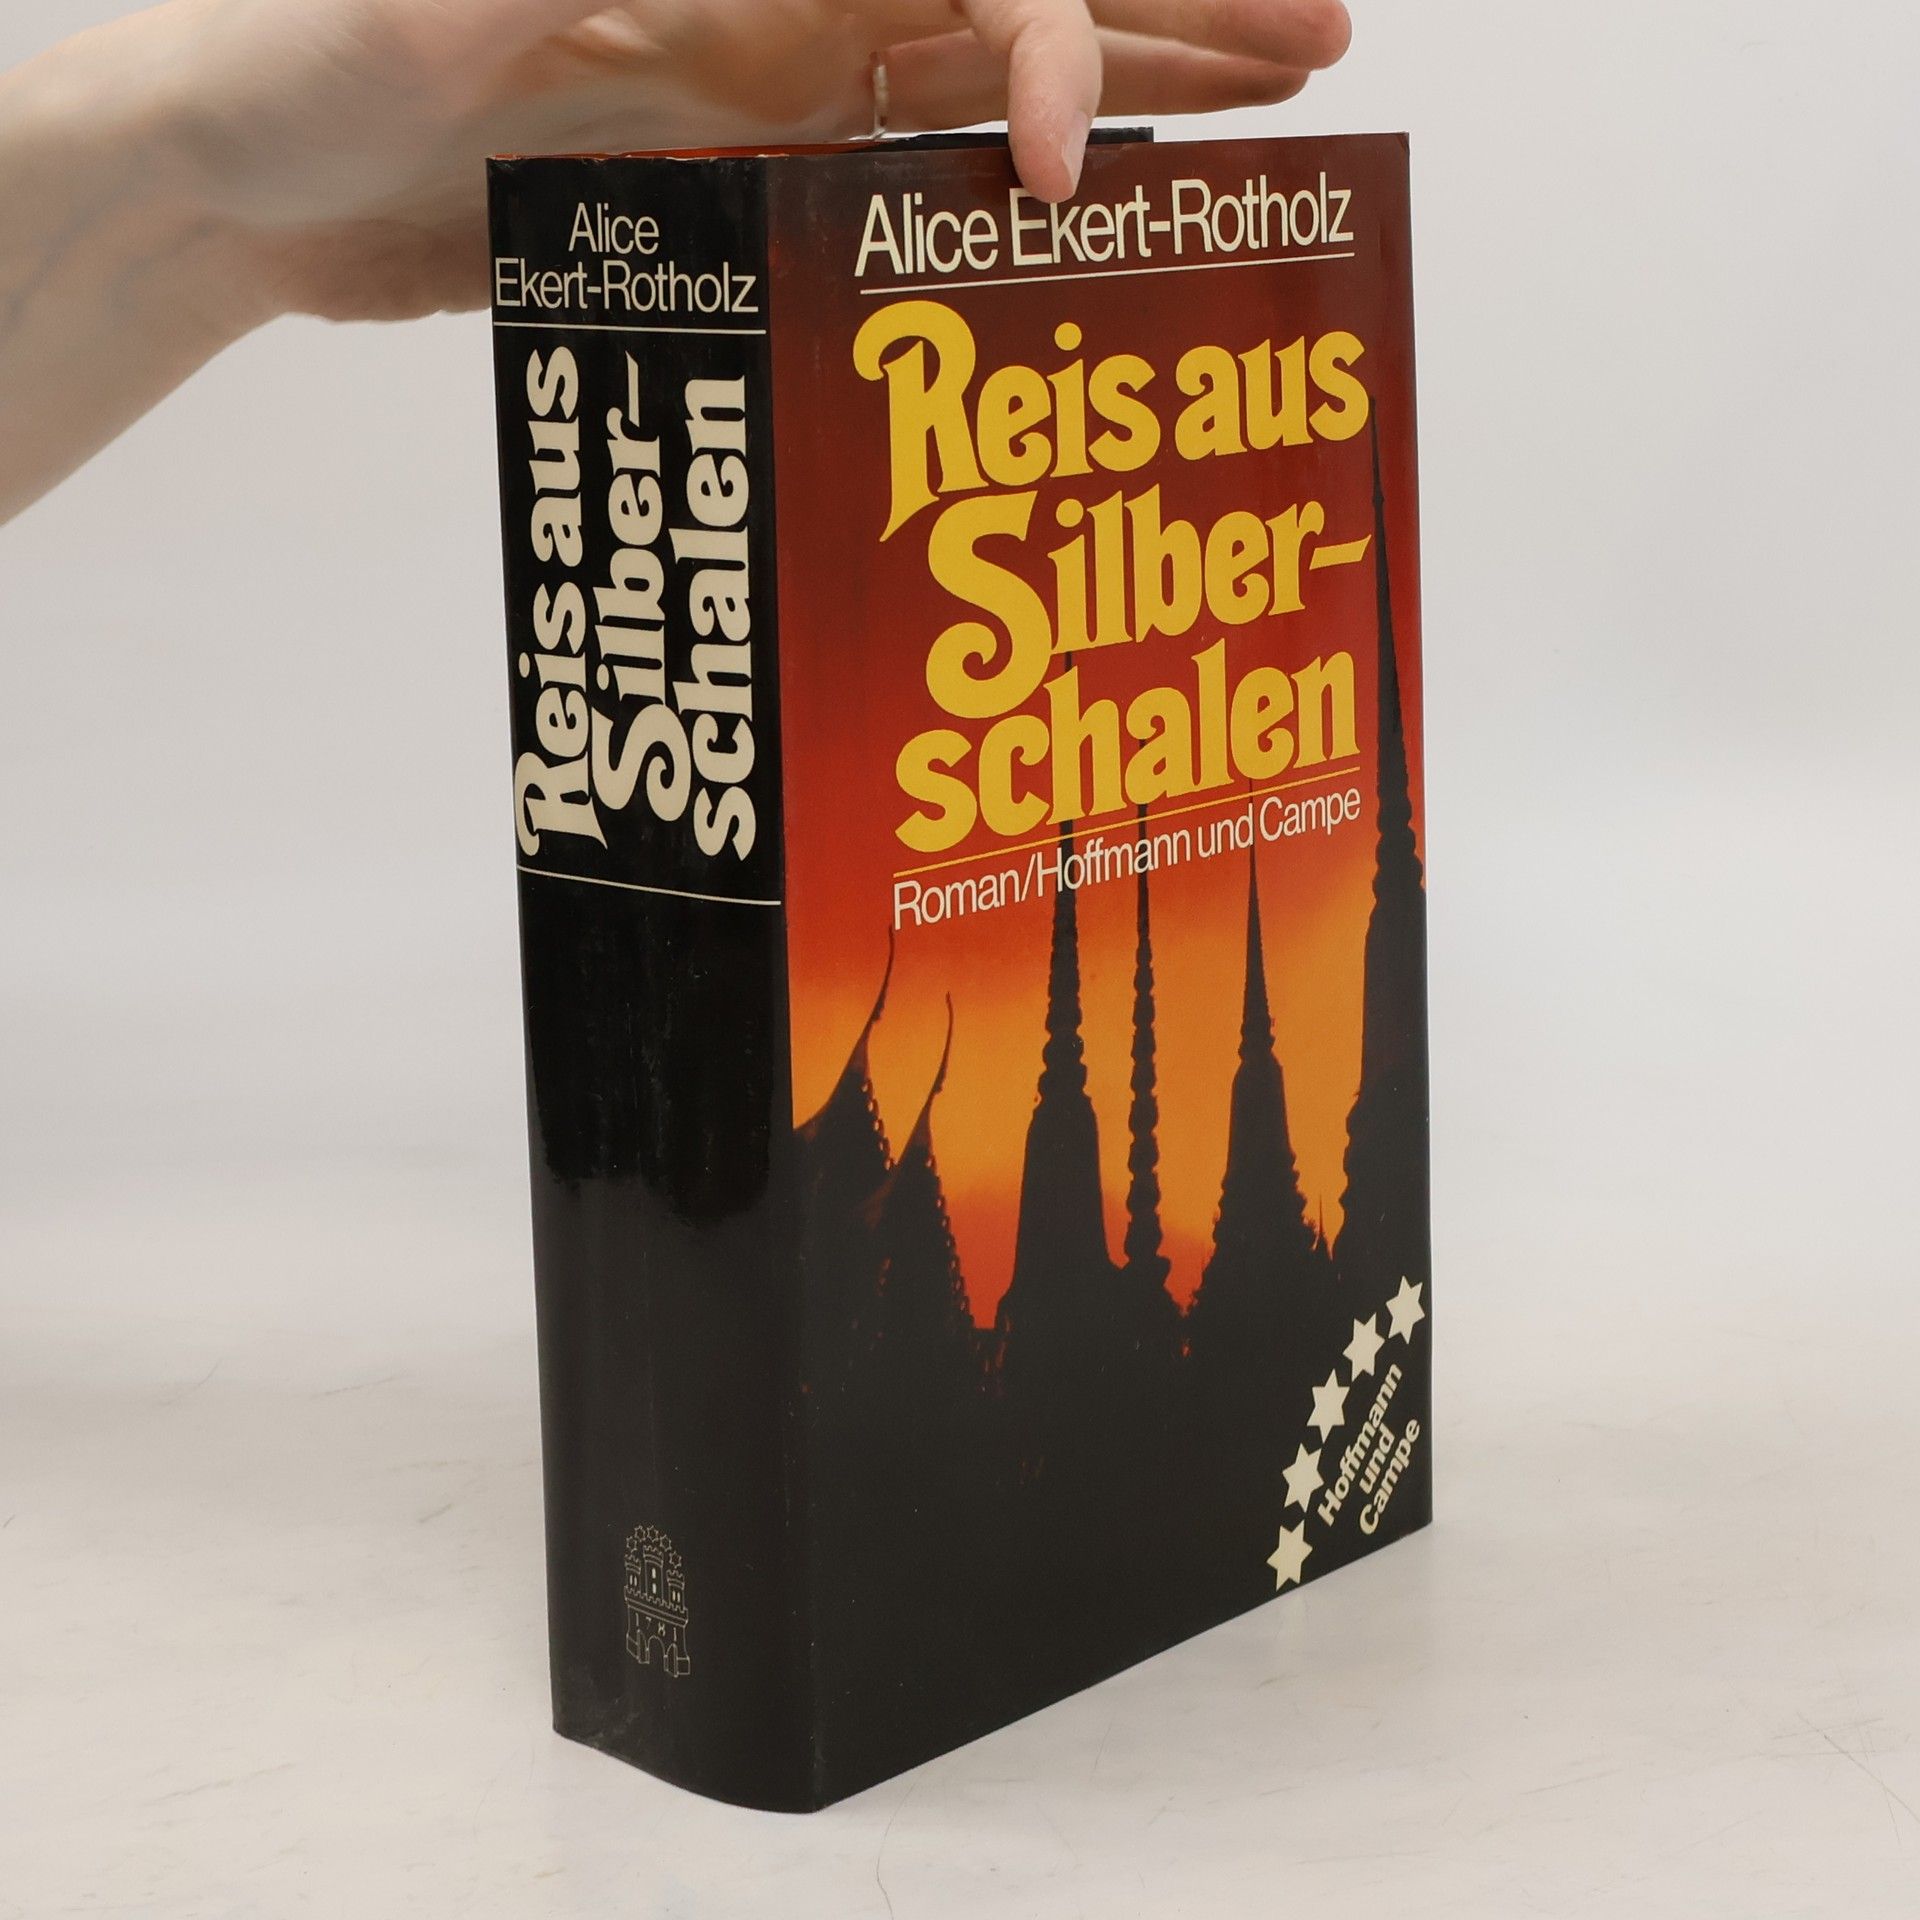 Alice
Ekert-Rotholz
Reis aus
Silber-
schalen
1781
Alice Ekert-Rotholz
Reis aus
Silber-
schalen
Roman/Hoffmann und Campe
Hoffmann
und
Campe